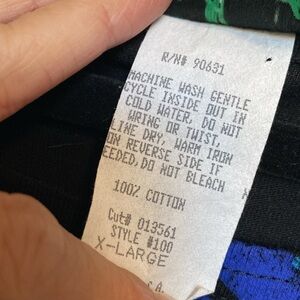 R/N# 90631
MACHINE WASH GENTLE
CYCLE INSIDE OUT IN
COLD WATER, DO NOT
WRING OR TWIST,
LINE DRY, WARM IRON
ON REVERSE SIDE IF
EEDED, DO NOT BLEACH
100% COTTON
Cut# 013561
STYLE #100
X-LARGE